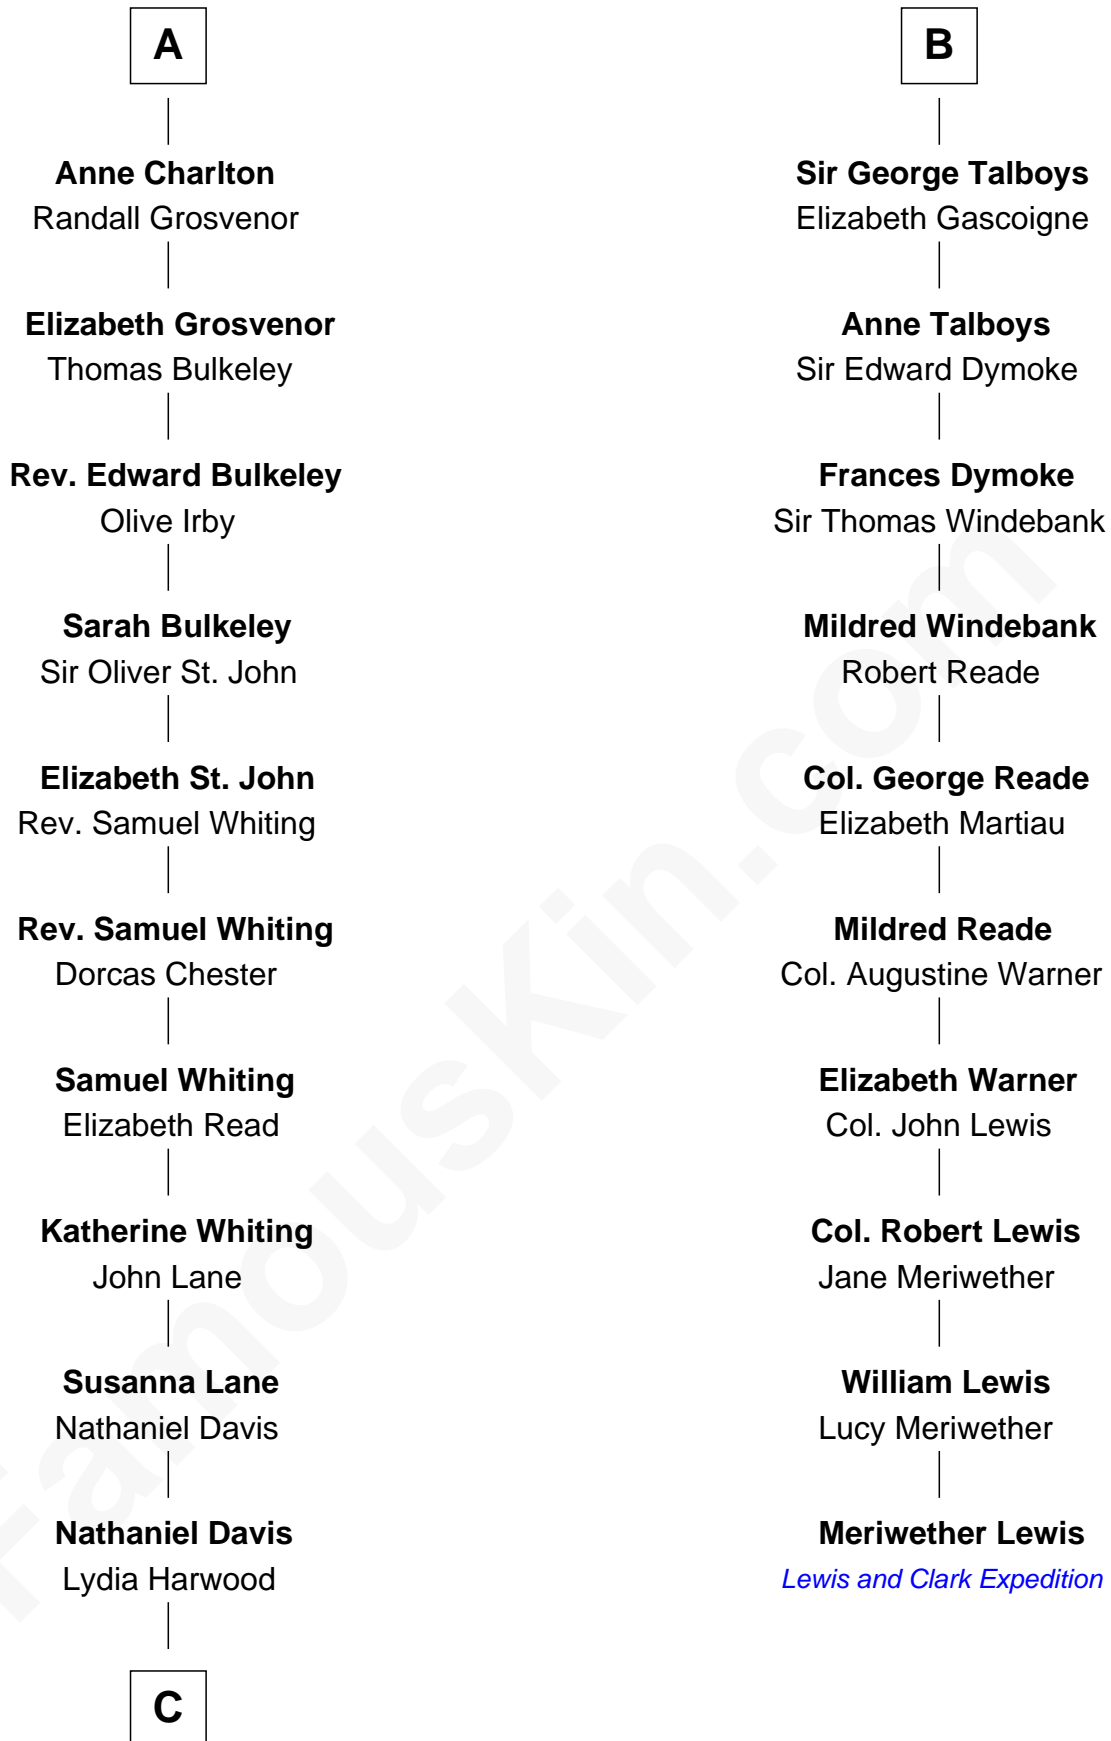 A
Anne Charlton
Randall Grosvenor
Elizabeth Grosvenor
Thomas Bulkeley
Rev. Edward Bulkeley
Olive Irby
Sarah Bulkeley
Sir Oliver St. John
Elizabeth St. John
Rev. Samuel Whiting
Rev. Samuel Whiting
Dorcas Chester
Samuel Whiting
Elizabeth Read
Katherine Whiting
John Lane
Susanna Lane
Nathaniel Davis
Nathaniel Davis
Lydia Harwood
C
B
Sir George Talboys
Elizabeth Gascoigne
Anne Talboys
Sir Edward Dymoke
Frances Dymoke
Sir Thomas Windebank
Mildred Windebank
Robert Reade
Col. George Reade
Elizabeth Martiau
Mildred Reade
Col. Augustine Warner
Elizabeth Warner
Col. John Lewis
Col. Robert Lewis
Jane Meriwether
William Lewis
Lucy Meriwether
Meriwether Lewis
Lewis and Clark Expedition
FamousKin.com